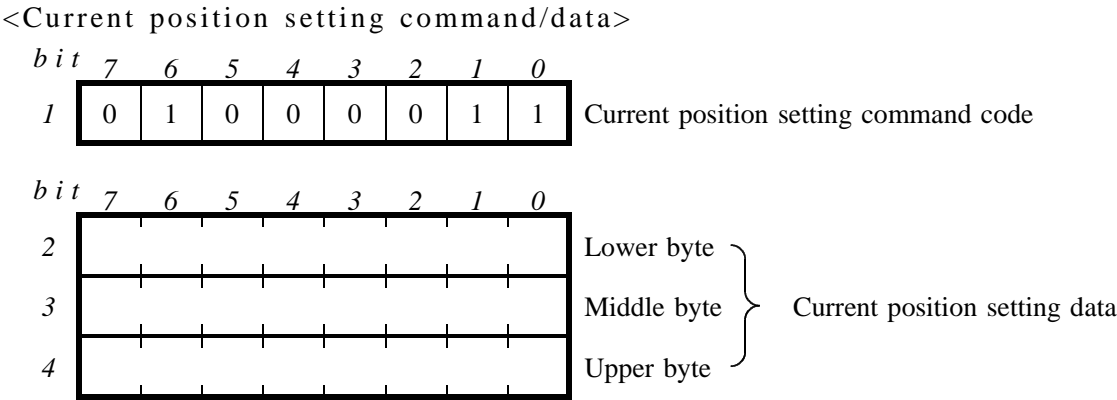 <Current position setting command/data>
bit 7 6 5 4 3 2 1 0
1 0 1 0 0 0 0 1 1 Current position setting command code
bit 7 6 5 4 3 2 1 0
2 Lower byte
3 Middle byte Current position setting data
4 Upper byte